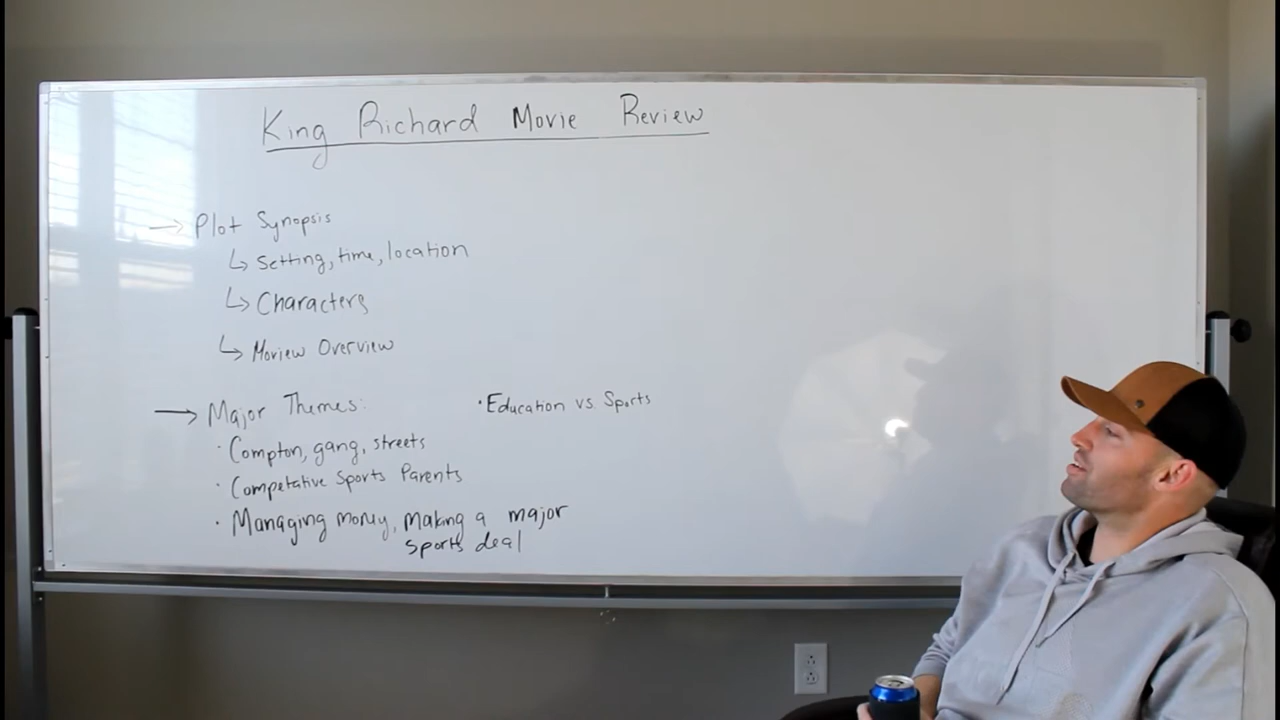 King Richard Movie Review
→ Plot Synopsis
↳ Setting, time, location
↳ Characters
↳ Moview Overview
→ Major Themes:
· Compton, gang, streets
· Competative Sports Parents
· Managing money, making a major
sports deal
· Education vs. Sports